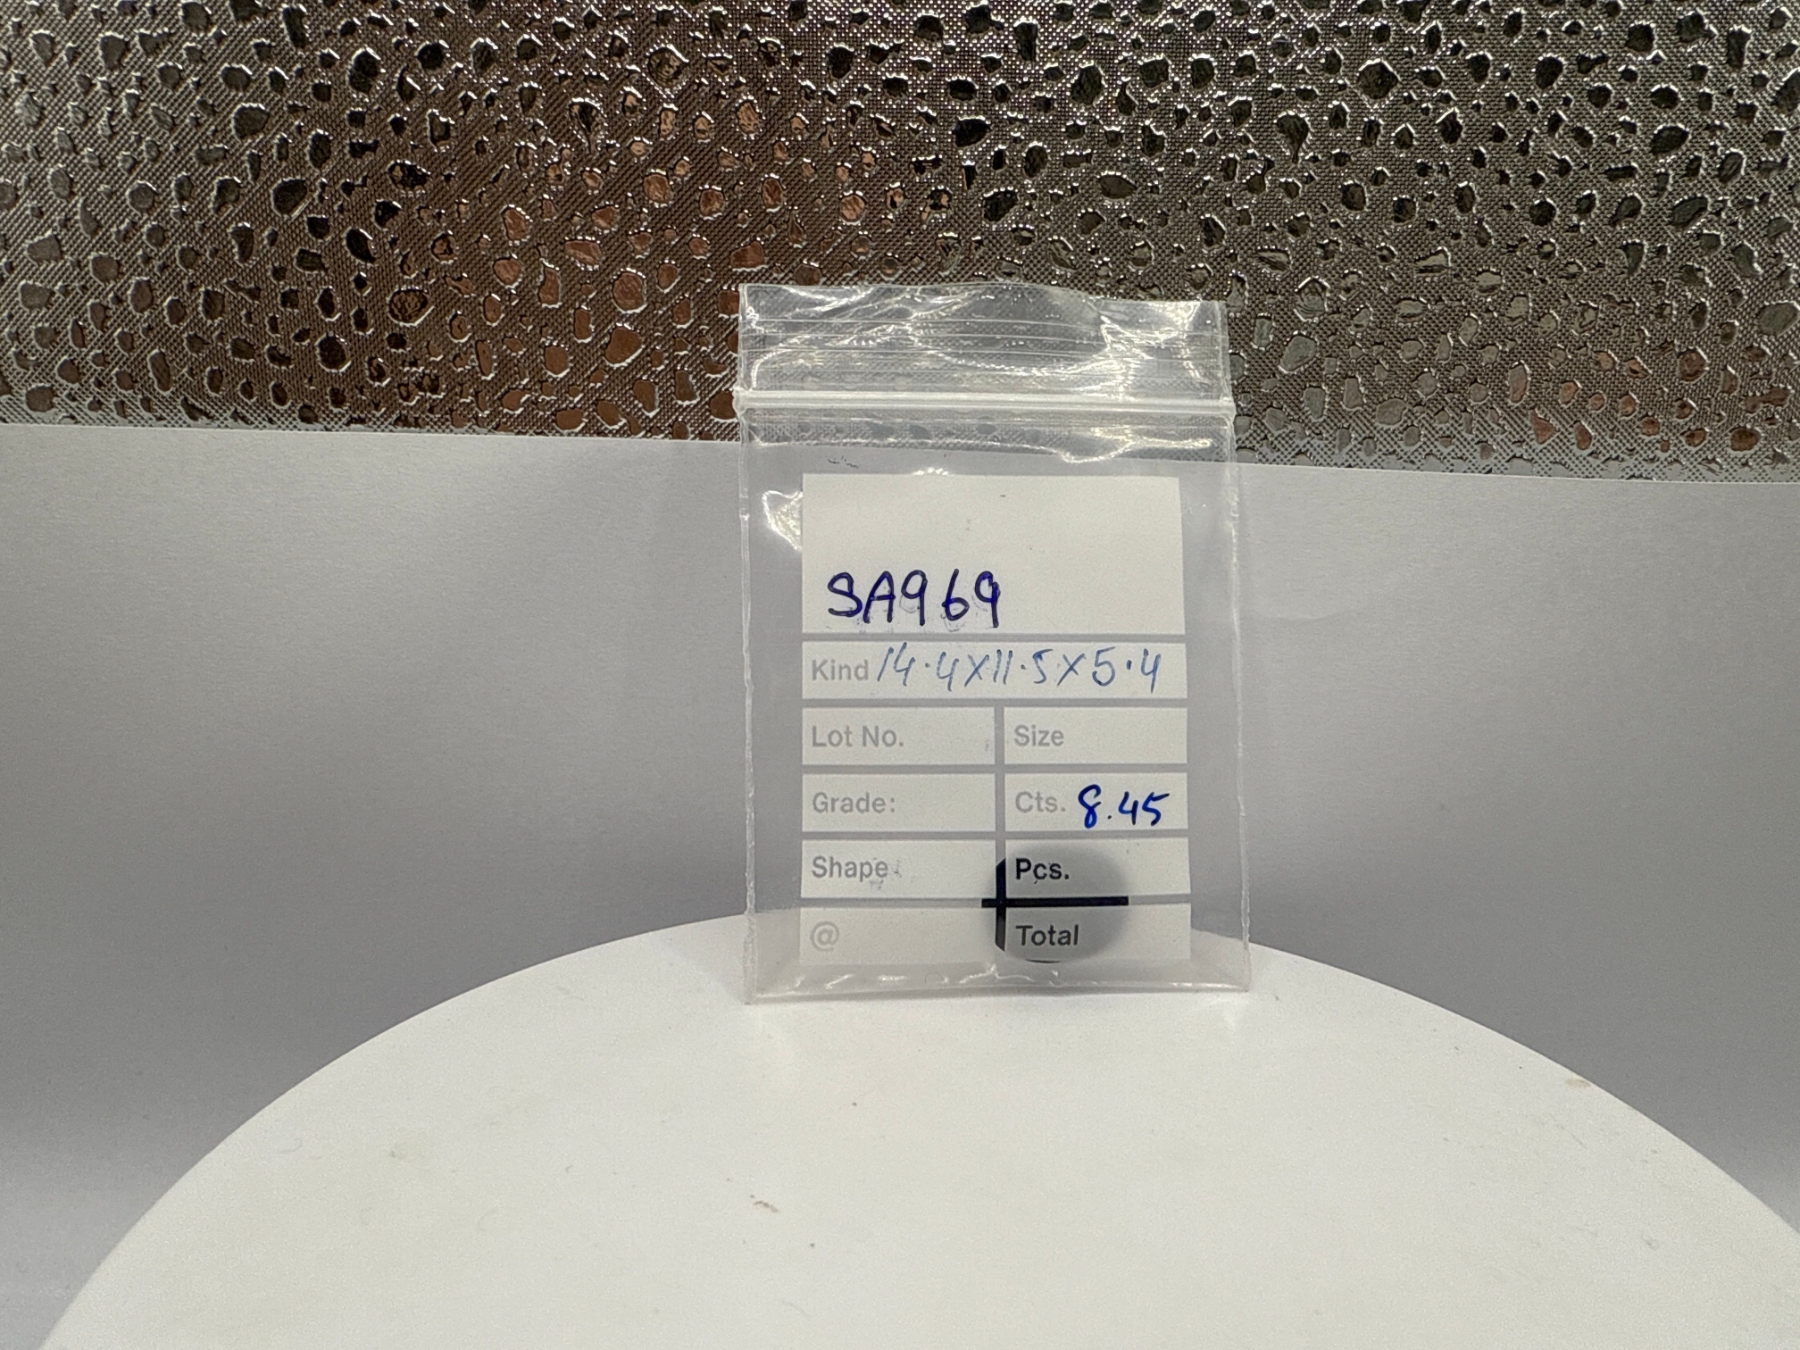 SA969
Kind 14.4X11.5X5.4
Lot No. Size
Grade: Cts. 8.45
Shape Pcs.
@ Total